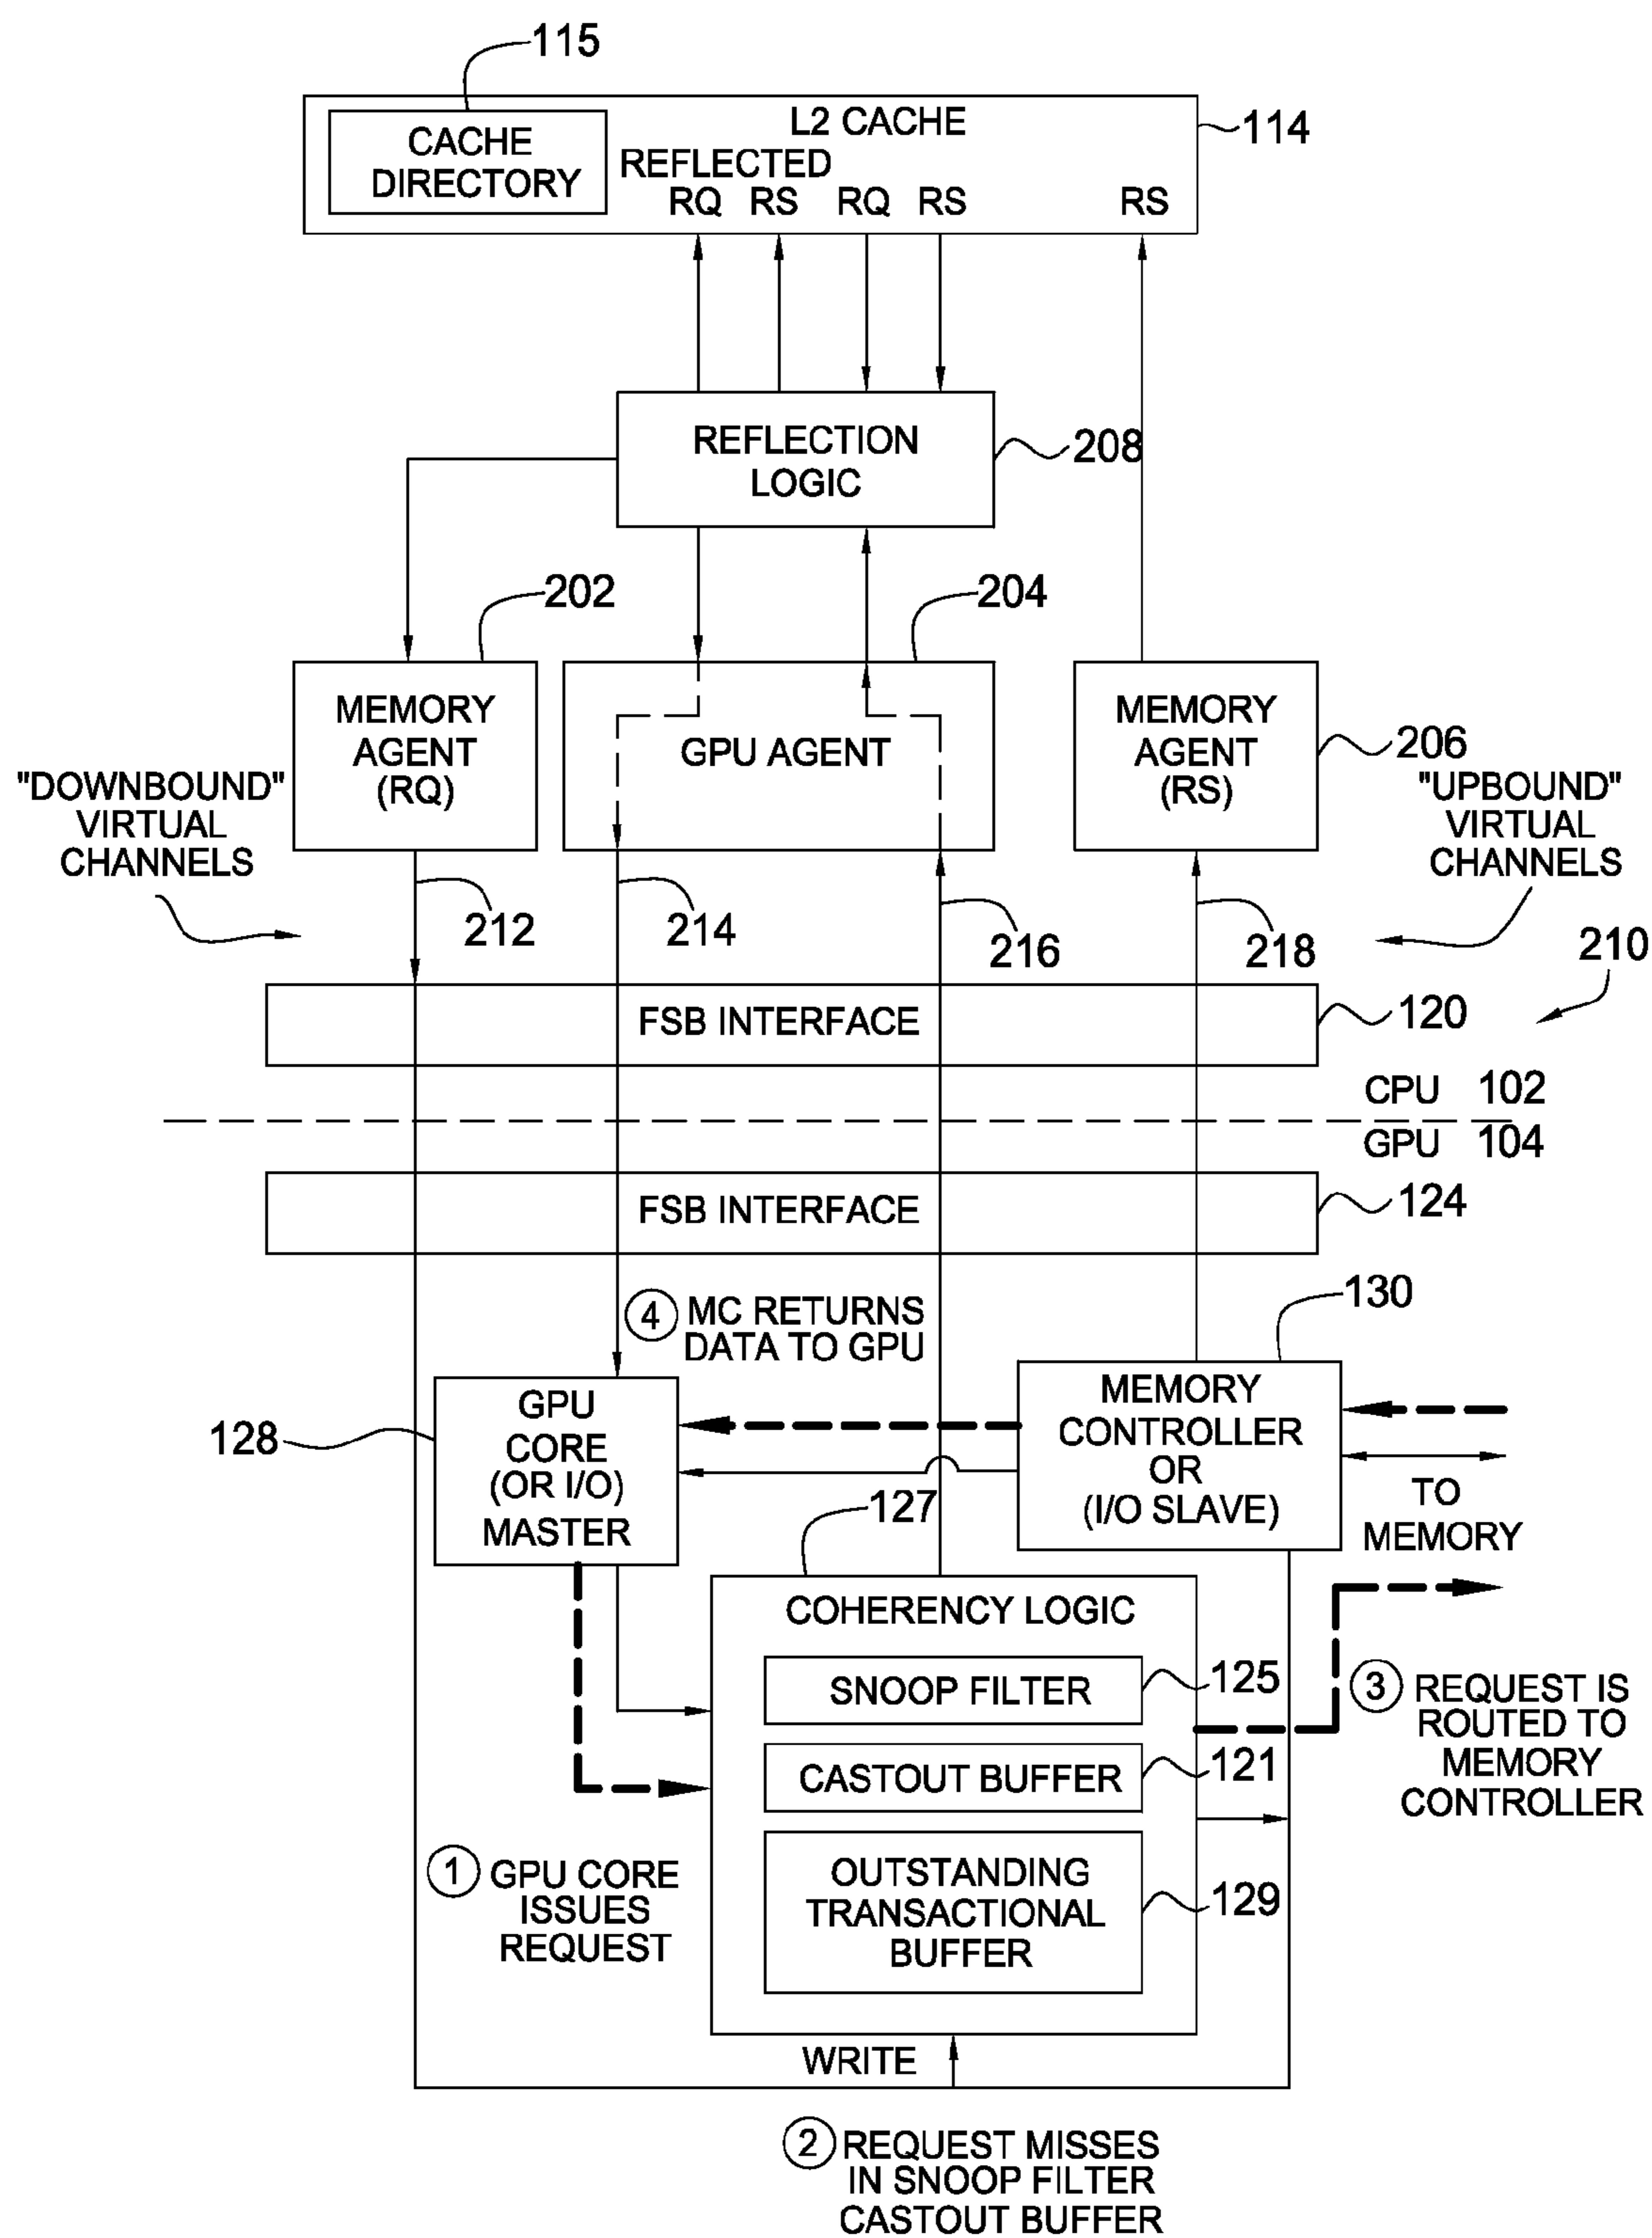 115
L2 CACHE
114
CACHE
DIRECTORY
REFLECTED
RQ RS RQ RS RS
REFLECTION
LOGIC
208
202
204
MEMORY
AGENT
(RQ)
GPU AGENT
MEMORY
AGENT
(RS)
206
"DOWNBOUND"
VIRTUAL
CHANNELS
"UPBOUND"
VIRTUAL
CHANNELS
212
214
216
218
210
FSB INTERFACE
120
CPU 102
GPU 104
FSB INTERFACE
124
130
4 MC RETURNS
DATA TO GPU
GPU
CORE
(OR I/O)
MASTER
128
MEMORY
CONTROLLER
OR
(I/O SLAVE)
TO
MEMORY
127
COHERENCY LOGIC
SNOOP FILTER
125
CASTOUT BUFFER
121
OUTSTANDING
TRANSACTIONAL
BUFFER
129
3 REQUEST IS
ROUTED TO
MEMORY
CONTROLLER
1 GPU CORE
ISSUES
REQUEST
WRITE
2 REQUEST MISSES
IN SNOOP FILTER
CASTOUT BUFFER